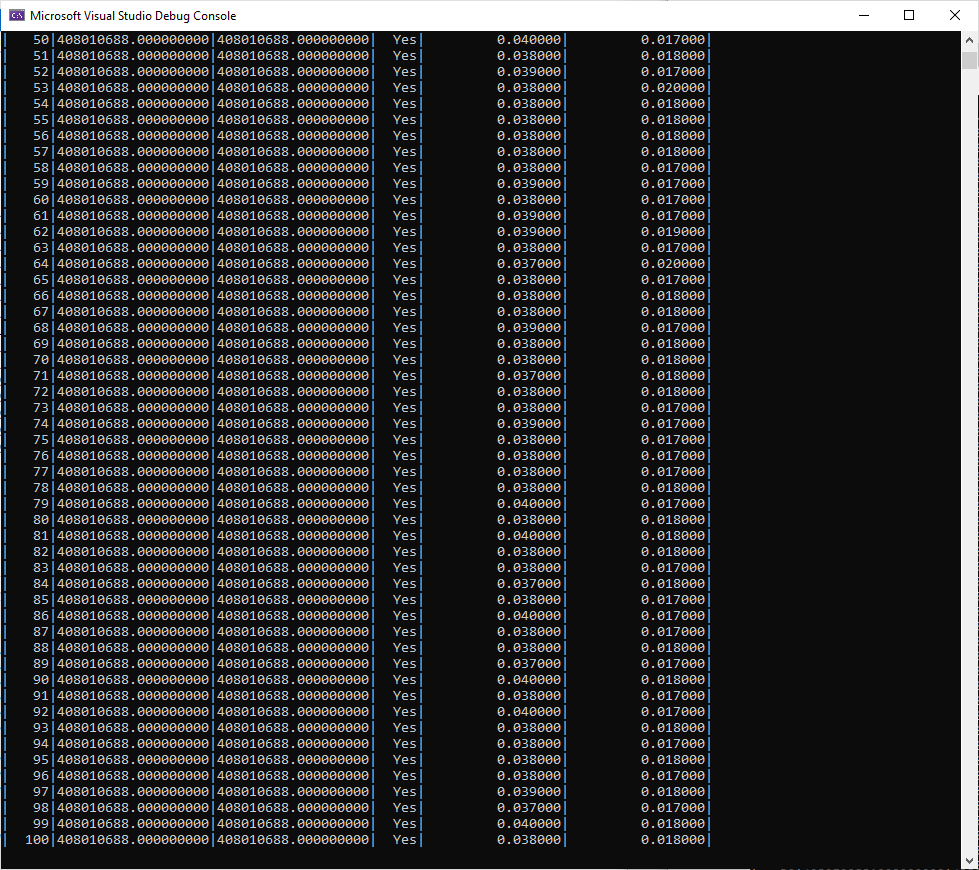 Microsoft Visual Studio Debug Console
| 50|408010688.000000000|408010688.000000000| Yes| 0.040000| 0.017000|
| 51|408010688.000000000|408010688.000000000| Yes| 0.038000| 0.018000|
| 52|408010688.000000000|408010688.000000000| Yes| 0.039000| 0.017000|
| 53|408010688.000000000|408010688.000000000| Yes| 0.038000| 0.020000|
| 54|408010688.000000000|408010688.000000000| Yes| 0.038000| 0.018000|
| 55|408010688.000000000|408010688.000000000| Yes| 0.038000| 0.018000|
| 56|408010688.000000000|408010688.000000000| Yes| 0.038000| 0.018000|
| 57|408010688.000000000|408010688.000000000| Yes| 0.038000| 0.018000|
| 58|408010688.000000000|408010688.000000000| Yes| 0.038000| 0.017000|
| 59|408010688.000000000|408010688.000000000| Yes| 0.039000| 0.017000|
| 60|408010688.000000000|408010688.000000000| Yes| 0.038000| 0.017000|
| 61|408010688.000000000|408010688.000000000| Yes| 0.039000| 0.017000|
| 62|408010688.000000000|408010688.000000000| Yes| 0.039000| 0.019000|
| 63|408010688.000000000|408010688.000000000| Yes| 0.038000| 0.017000|
| 64|408010688.000000000|408010688.000000000| Yes| 0.037000| 0.020000|
| 65|408010688.000000000|408010688.000000000| Yes| 0.038000| 0.017000|
| 66|408010688.000000000|408010688.000000000| Yes| 0.038000| 0.018000|
| 67|408010688.000000000|408010688.000000000| Yes| 0.038000| 0.018000|
| 68|408010688.000000000|408010688.000000000| Yes| 0.039000| 0.017000|
| 69|408010688.000000000|408010688.000000000| Yes| 0.038000| 0.018000|
| 70|408010688.000000000|408010688.000000000| Yes| 0.038000| 0.018000|
| 71|408010688.000000000|408010688.000000000| Yes| 0.037000| 0.018000|
| 72|408010688.000000000|408010688.000000000| Yes| 0.038000| 0.018000|
| 73|408010688.000000000|408010688.000000000| Yes| 0.038000| 0.017000|
| 74|408010688.000000000|408010688.000000000| Yes| 0.039000| 0.017000|
| 75|408010688.000000000|408010688.000000000| Yes| 0.038000| 0.017000|
| 76|408010688.000000000|408010688.000000000| Yes| 0.038000| 0.017000|
| 77|408010688.000000000|408010688.000000000| Yes| 0.038000| 0.017000|
| 78|408010688.000000000|408010688.000000000| Yes| 0.038000| 0.018000|
| 79|408010688.000000000|408010688.000000000| Yes| 0.040000| 0.017000|
| 80|408010688.000000000|408010688.000000000| Yes| 0.038000| 0.018000|
| 81|408010688.000000000|408010688.000000000| Yes| 0.040000| 0.018000|
| 82|408010688.000000000|408010688.000000000| Yes| 0.038000| 0.018000|
| 83|408010688.000000000|408010688.000000000| Yes| 0.038000| 0.017000|
| 84|408010688.000000000|408010688.000000000| Yes| 0.037000| 0.018000|
| 85|408010688.000000000|408010688.000000000| Yes| 0.038000| 0.017000|
| 86|408010688.000000000|408010688.000000000| Yes| 0.040000| 0.017000|
| 87|408010688.000000000|408010688.000000000| Yes| 0.038000| 0.018000|
| 88|408010688.000000000|408010688.000000000| Yes| 0.038000| 0.018000|
| 89|408010688.000000000|408010688.000000000| Yes| 0.037000| 0.017000|
| 90|408010688.000000000|408010688.000000000| Yes| 0.040000| 0.018000|
| 91|408010688.000000000|408010688.000000000| Yes| 0.038000| 0.017000|
| 92|408010688.000000000|408010688.000000000| Yes| 0.040000| 0.017000|
| 93|408010688.000000000|408010688.000000000| Yes| 0.038000| 0.018000|
| 94|408010688.000000000|408010688.000000000| Yes| 0.038000| 0.017000|
| 95|408010688.000000000|408010688.000000000| Yes| 0.038000| 0.018000|
| 96|408010688.000000000|408010688.000000000| Yes| 0.038000| 0.017000|
| 97|408010688.000000000|408010688.000000000| Yes| 0.039000| 0.018000|
| 98|408010688.000000000|408010688.000000000| Yes| 0.037000| 0.017000|
| 99|408010688.000000000|408010688.000000000| Yes| 0.040000| 0.018000|
| 100|408010688.000000000|408010688.000000000| Yes| 0.038000| 0.018000|